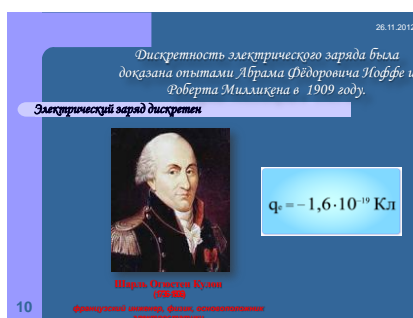 26.11.2012
Дискретность электрического заряда была
доказана опытами Абрама Фёдоровича Иоффе и
Роберта Милликена в 1909 году.
Электрический заряд дискретен
qₑ = − 1,6·10⁻¹⁹ Кл
Шарль Огюстен Кулон
французский инженер, физик, основоположник
10